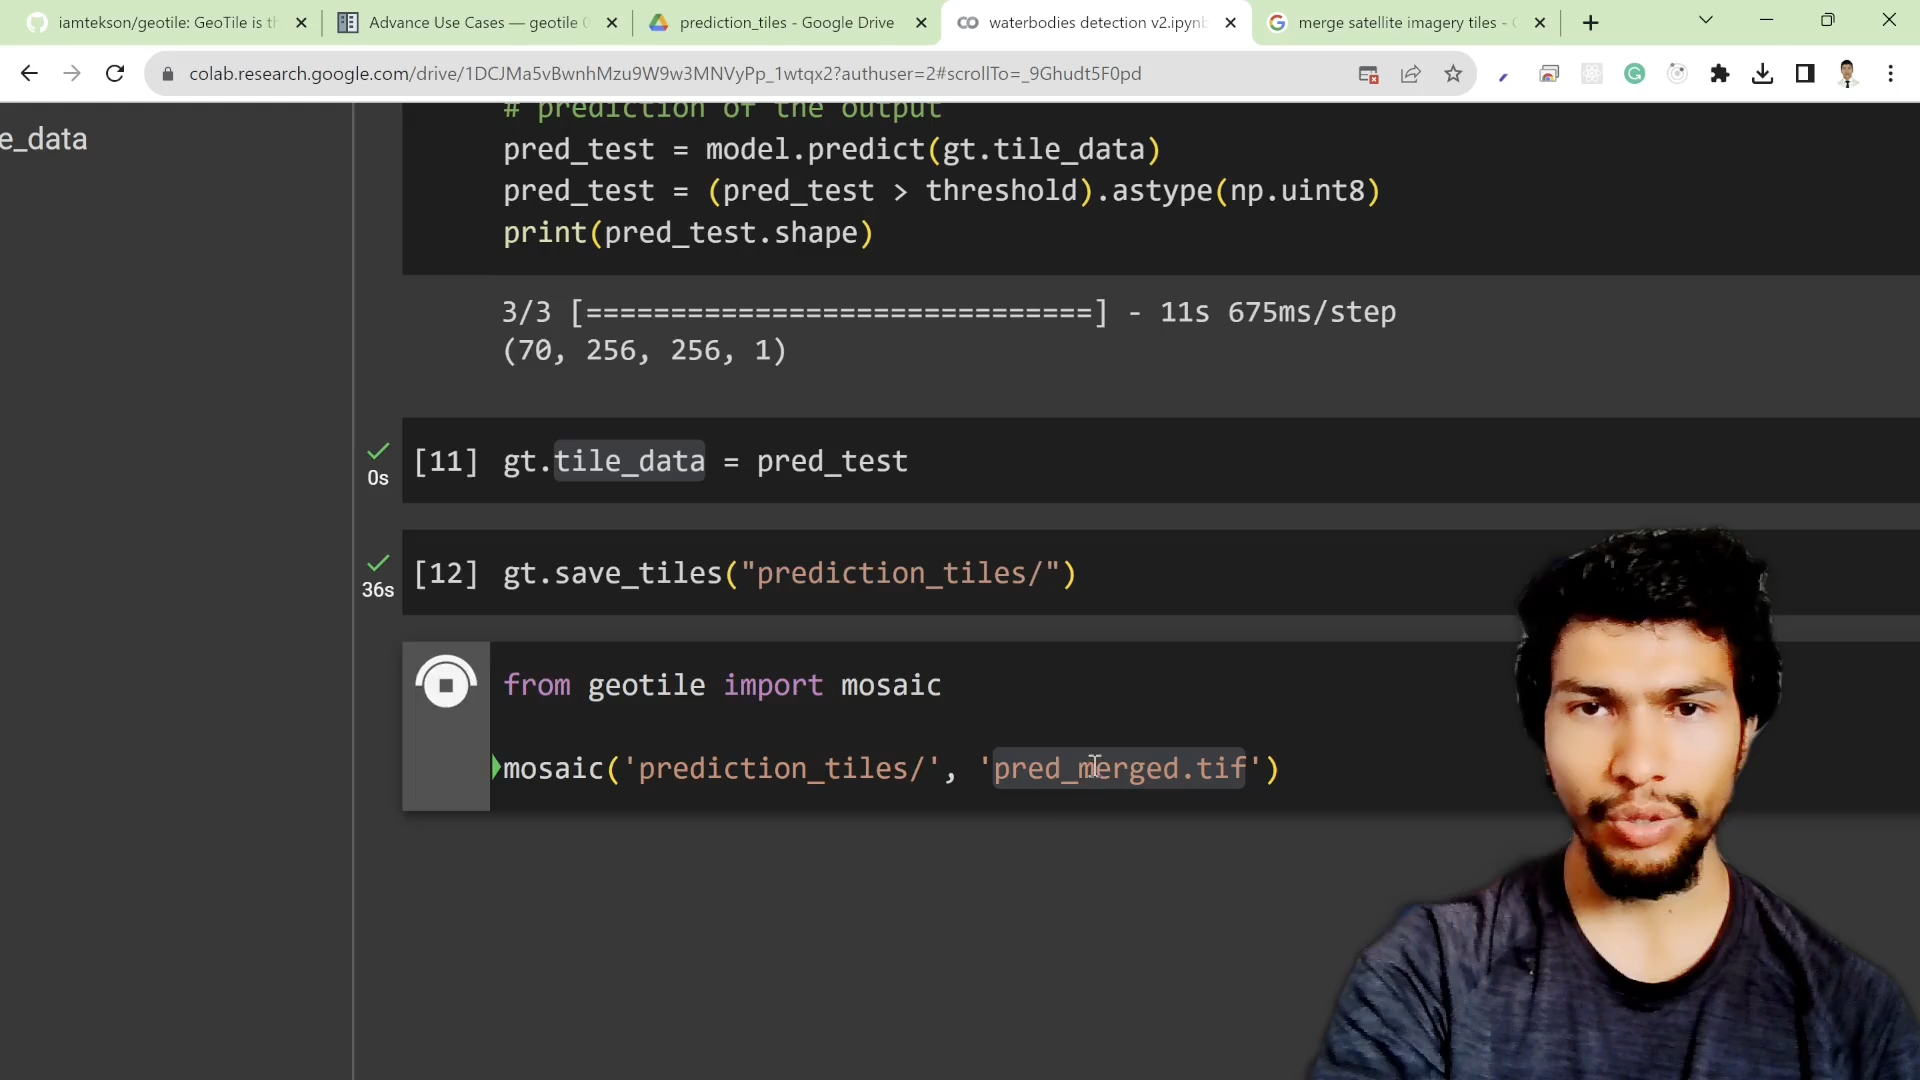 iamtekson/geotile: GeoTile is th
Advance Use Cases — geotile 0
prediction_tiles - Google Drive
waterbodies detection v2.ipynb
merge satellite imagery tiles -
colab.research.google.com/drive/1DCJMa5vBwnhMzu9W9w3MNVyPp_1wtqx2?authuser=2#scrollTo=_9Ghudt5F0pd
e_data
# prediction of the output
pred_test = model.predict(gt.tile_data)
pred_test = (pred_test > threshold).astype(np.uint8)
print(pred_test.shape)
3/3 [==============================] - 11s 675ms/step
(70, 256, 256, 1)
[11] gt.tile_data = pred_test
0s
[12] gt.save_tiles("prediction_tiles/")
36s
from geotile import mosaic
mosaic('prediction_tiles/', 'pred_merged.tif')